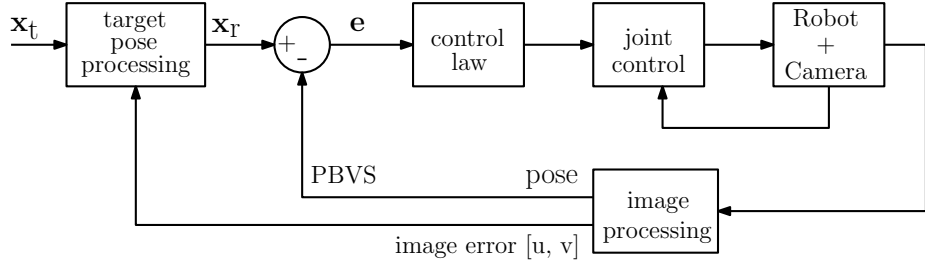 x_t
target
pose
processing
x_r
+
-
e
control
law
joint
control
Robot
+
Camera
PBVS
pose
image
processing
image error [u, v]